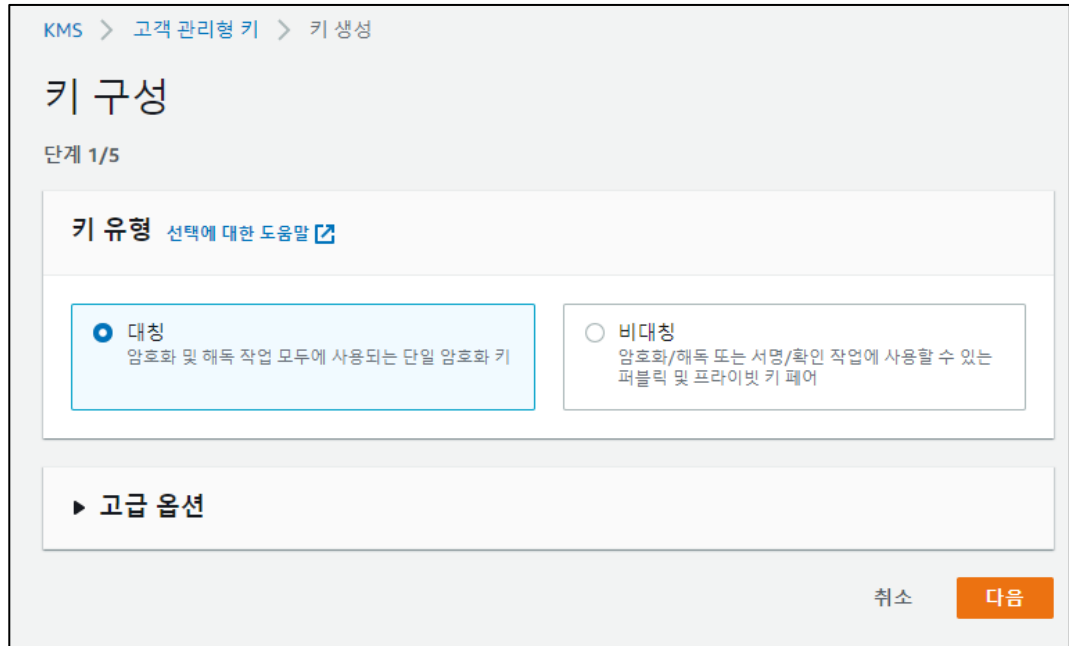 KMS > 고객 관리형 키 > 키 생성
키 구성
단계 1/5
키 유형 선택에 대한 도움말
대칭
암호화 및 해독 작업 모두에 사용되는 단일 암호화 키
비대칭
암호화/해독 또는 서명/확인 작업에 사용할 수 있는
퍼블릭 및 프라이빗 키 페어
고급 옵션
취소 다음